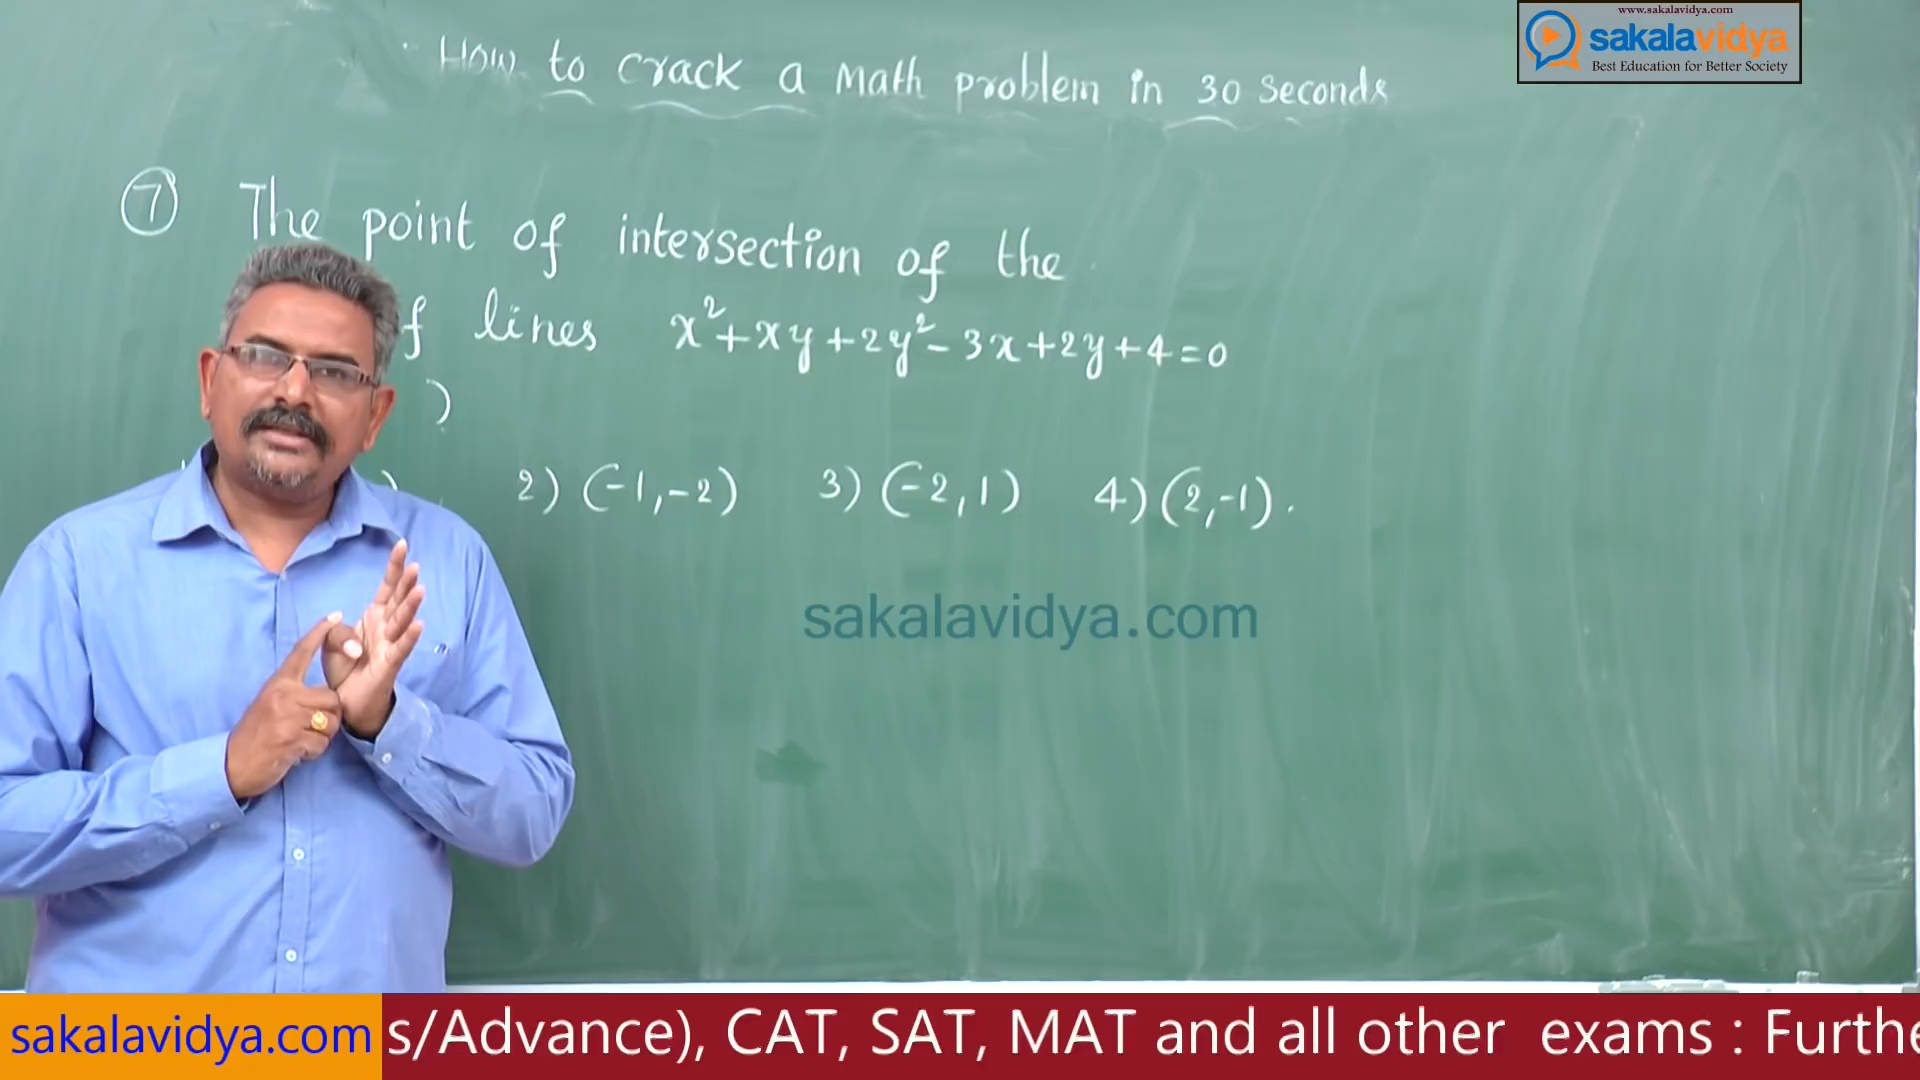 www.sakalavidya.com
sakalavidya
Best Education for Better Society
How to crack a Math problem in 30 Seconds
7 The point of intersection of the
f lines x²+xy+2y²-3x+2y+4=0
)
) 2) (-1,-2) 3) (-2,1) 4) (2,-1).
sakalavidya.com
sakalavidya.com s/Advance), CAT, SAT, MAT and all other exams : Furthe